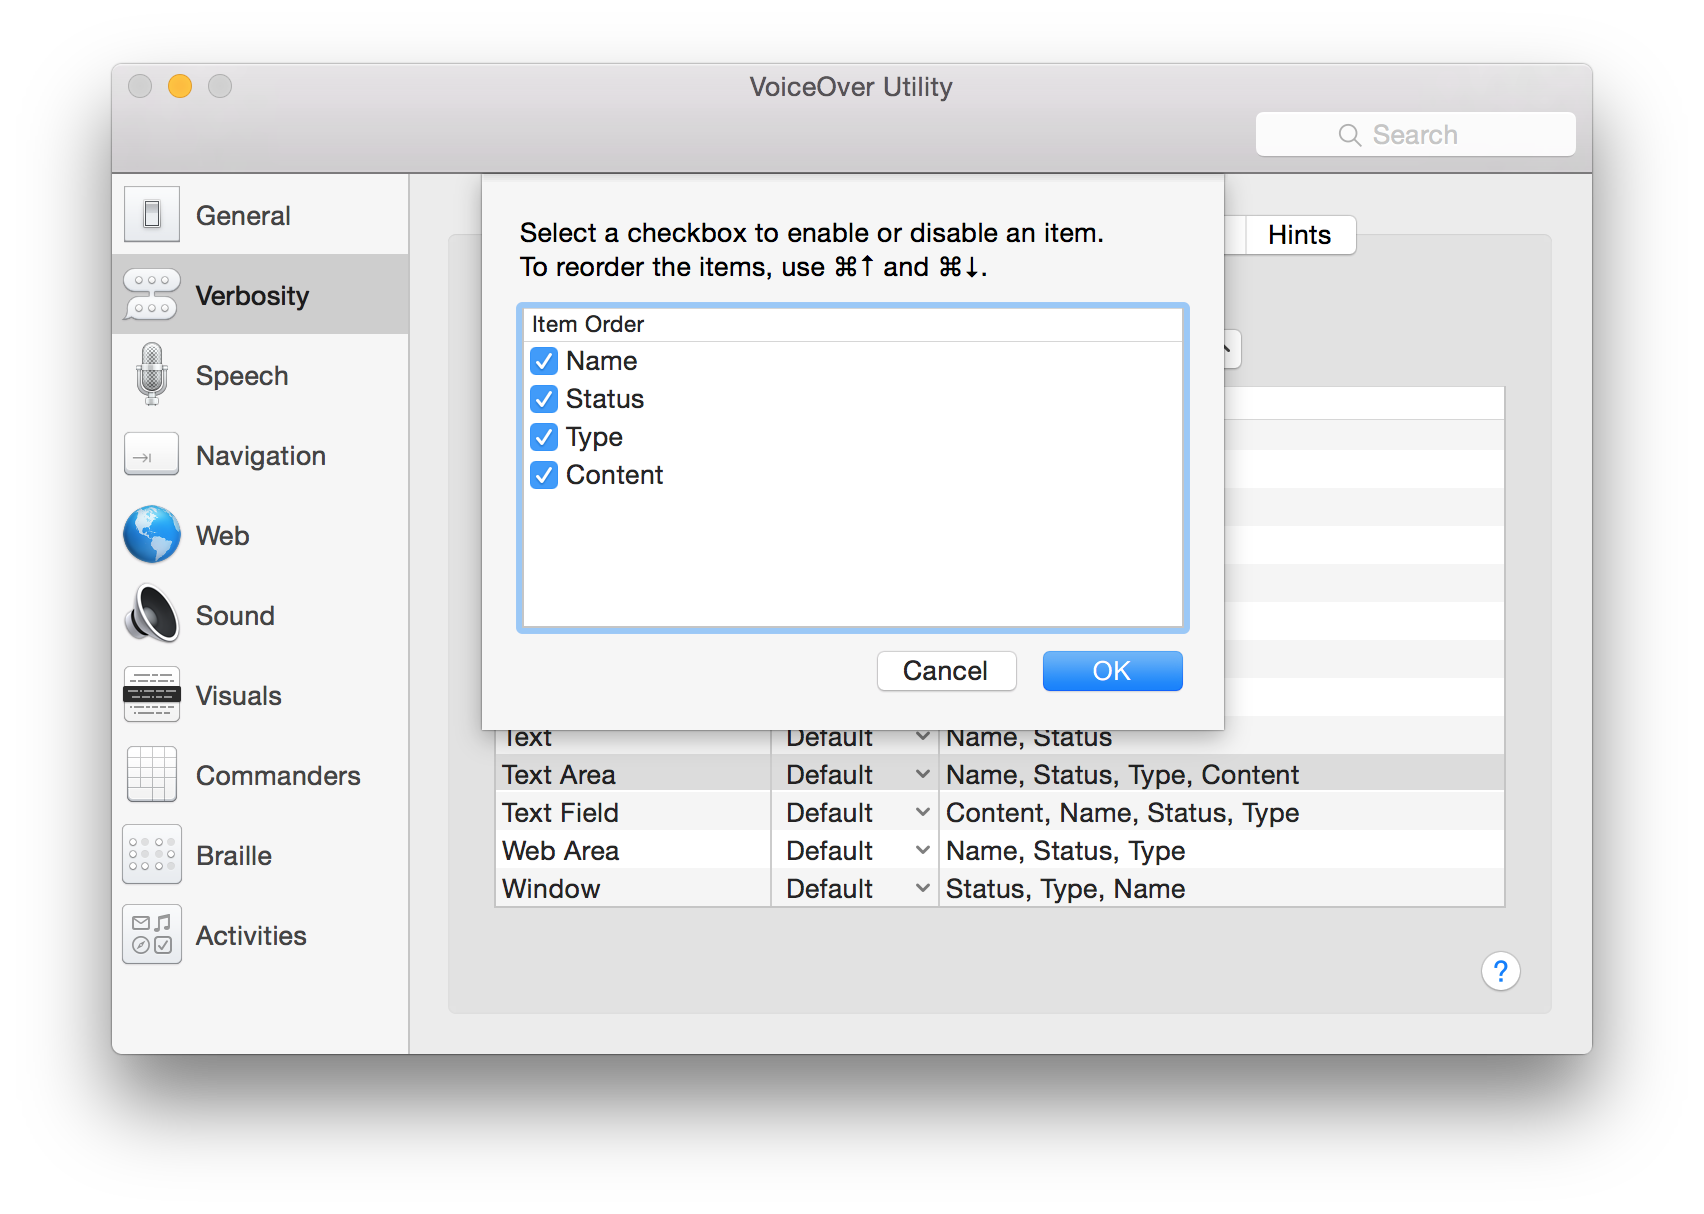 VoiceOver Utility
Search
General
Verbosity
Speech
Navigation
Web
Sound
Visuals
Commanders
Braille
Activities
Hints
Select a checkbox to enable or disable an item.
To reorder the items, use ⌘↑ and ⌘↓.
Item Order
Name
Status
Type
Content
Cancel OK
Text Default Name, Status
Text Area Default Name, Status, Type, Content
Text Field Default Content, Name, Status, Type
Web Area Default Name, Status, Type
Window Default Status, Type, Name
?